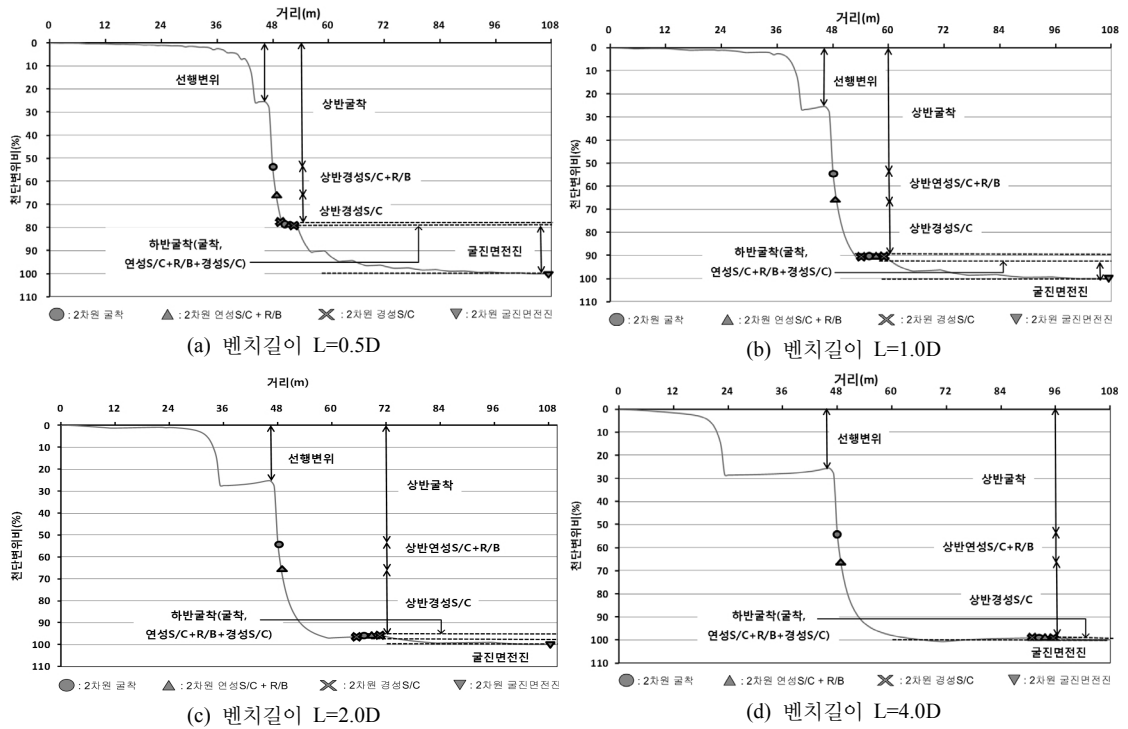 거리(m)
0 12 24 36 48 60 72 84 96 108
천단변위비(%)
0
10
20
30
40
50
60
70
80
90
100
110
선행변위
상반굴착
상반경성S/C+R/B
상반경성S/C
하반굴착(굴착,
연성S/C+R/B+경성S/C)
굴진면전진
: 2차원 굴착 : 2차원 연성S/C + R/B : 2차원 경성S/C : 2차원 굴진면전진
(a) 벤치길이 L=0.5D
거리(m)
0 12 24 36 48 60 72 84 96 108
천단변위비(%)
0
10
20
30
40
50
60
70
80
90
100
110
선행변위
상반굴착
상반연성S/C+R/B
상반경성S/C
하반굴착(굴착,
연성S/C+R/B+경성S/C)
굴진면전진
: 2차원 굴착 : 2차원 연성S/C + R/B : 2차원 경성S/C : 2차원 굴진면전진
(b) 벤치길이 L=1.0D
거리(m)
0 12 24 36 48 60 72 84 96 108
천단변위비(%)
0
10
20
30
40
50
60
70
80
90
100
110
선행변위
상반굴착
상반연성S/C+R/B
상반경성S/C
하반굴착(굴착,
연성S/C+R/B+경성S/C)
굴진면전진
: 2차원 굴착 : 2차원 연성S/C + R/B : 2차원 경성S/C : 2차원 굴진면전진
(c) 벤치길이 L=2.0D
거리(m)
0 12 24 36 48 60 72 84 96 108
천단변위비(%)
0
10
20
30
40
50
60
70
80
90
100
110
선행변위
상반굴착
상반연성S/C+R/B
상반경성S/C
하반굴착(굴착,
연성S/C+R/B+경성S/C)
굴진면전진
: 2차원 굴착 : 2차원 연성S/C + R/B : 2차원 경성S/C : 2차원 굴진면전진
(d) 벤치길이 L=4.0D